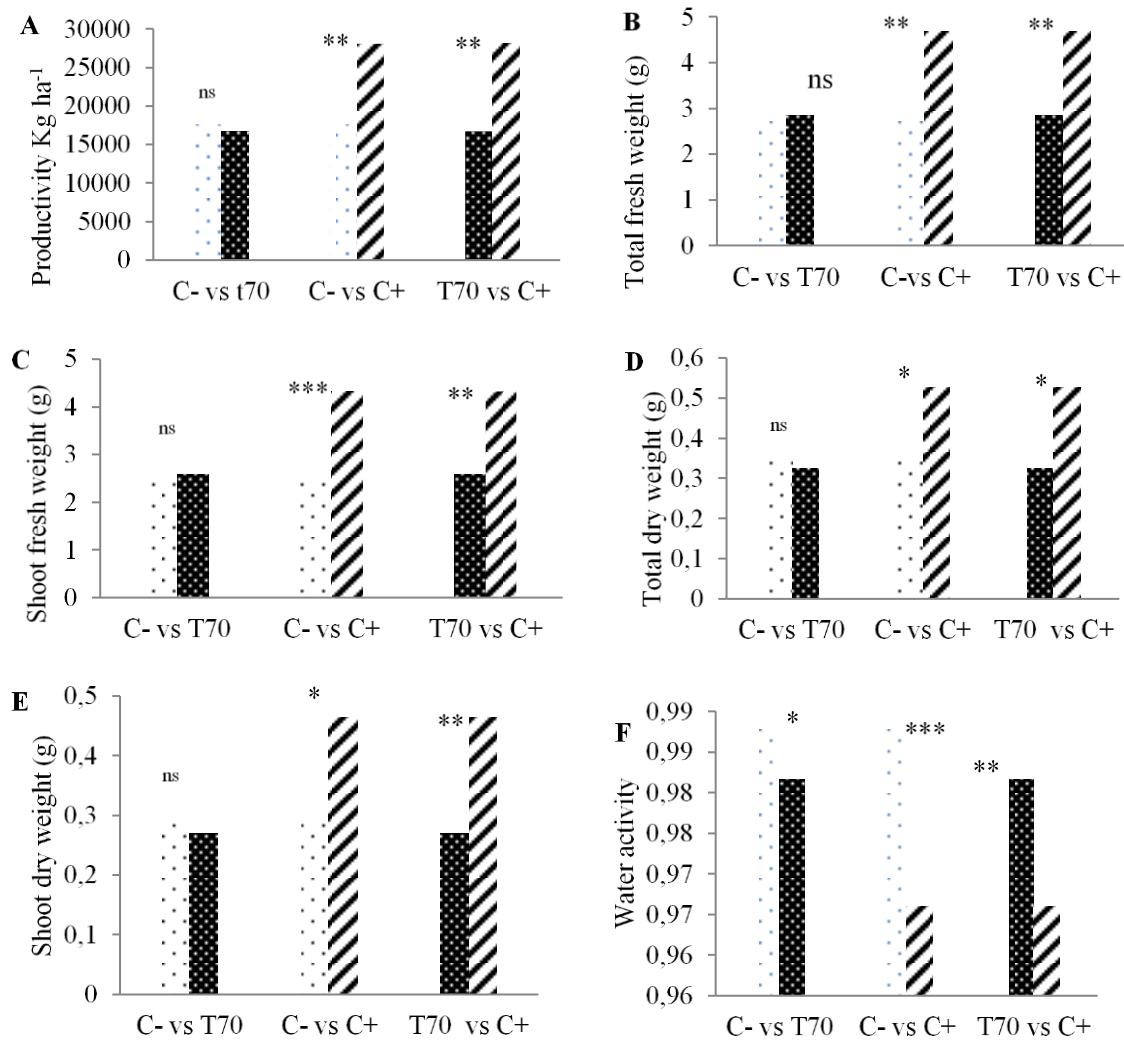 A
Productivity Kg ha-1
30000
25000
20000
15000
10000
5000
0
ns
**
**
C- vs t70
C- vs C+
T70 vs C+
B
Total fresh weight (g)
5
4
3
2
1
0
ns
**
**
C- vs T70
C-vs C+
T70 vs C+
C
Shoot fresh weight (g)
5
4
3
2
1
0
ns
***
**
C- vs T70
C- vs C+
T70 vs C+
D
Total dry weight (g)
0,6
0,5
0,4
0,3
0,2
0,1
0
ns
*
*
C- vs T70
C- vs C+
T70 vs C+
E
Shoot dry weight (g)
0,5
0,4
0,3
0,2
0,1
0
ns
*
**
C- vs T70
C- vs C+
T70 vs C+
F
Water activity
0,99
0,99
0,98
0,98
0,97
0,97
0,96
0,96
*
***
**
C- vs T70
C- vs C+
T70 vs C+